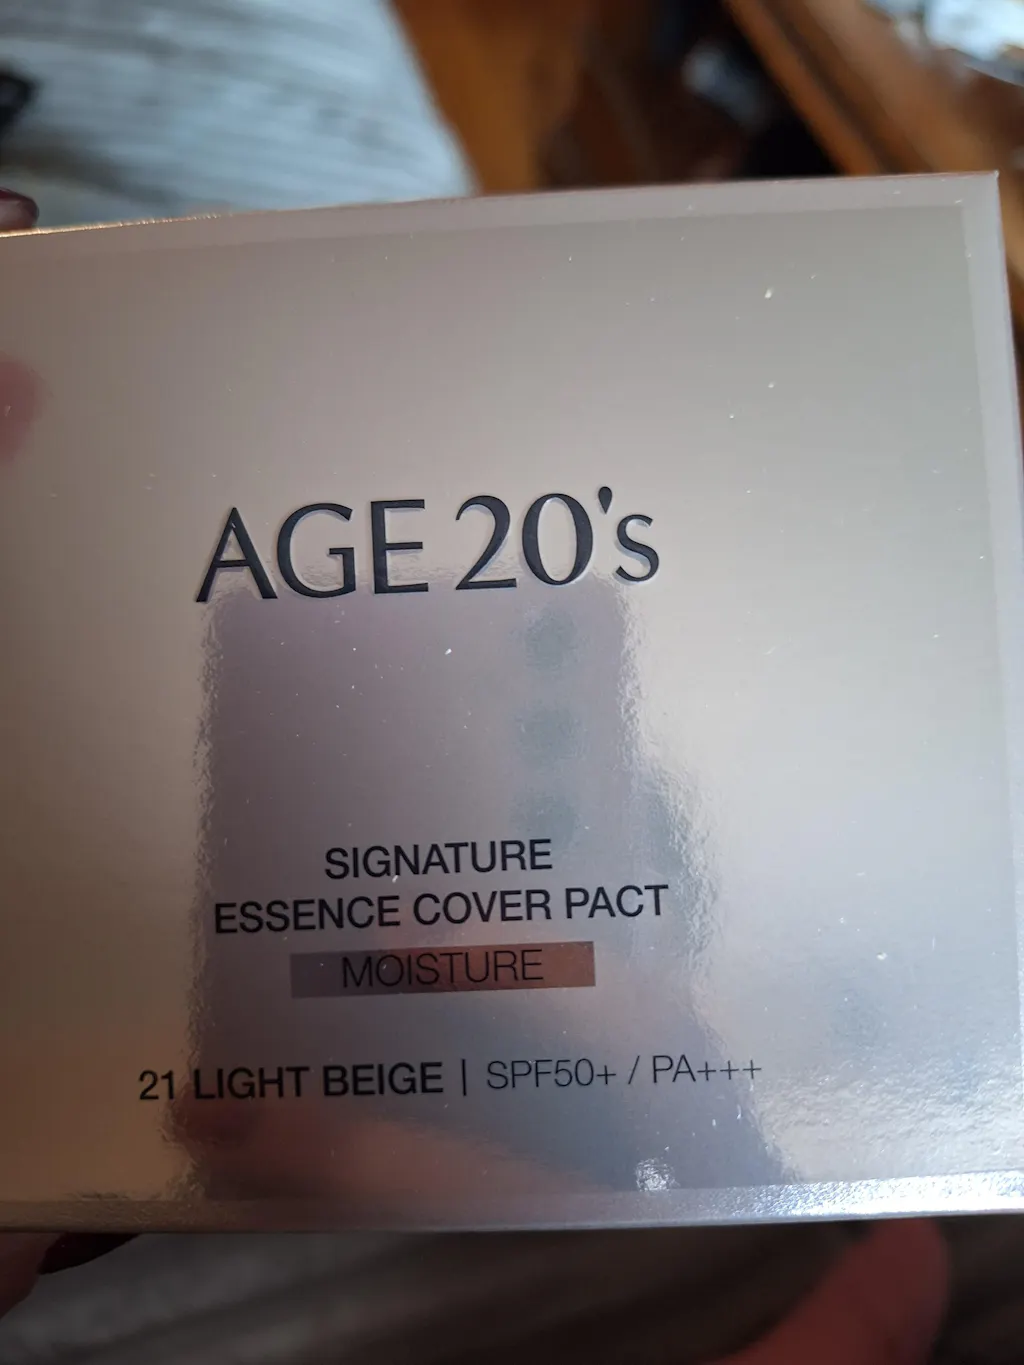 AGE 20's
SIGNATURE
ESSENCE COVER PACT
MOISTURE
21 LIGHT BEIGE | SPF50+ / PA+++